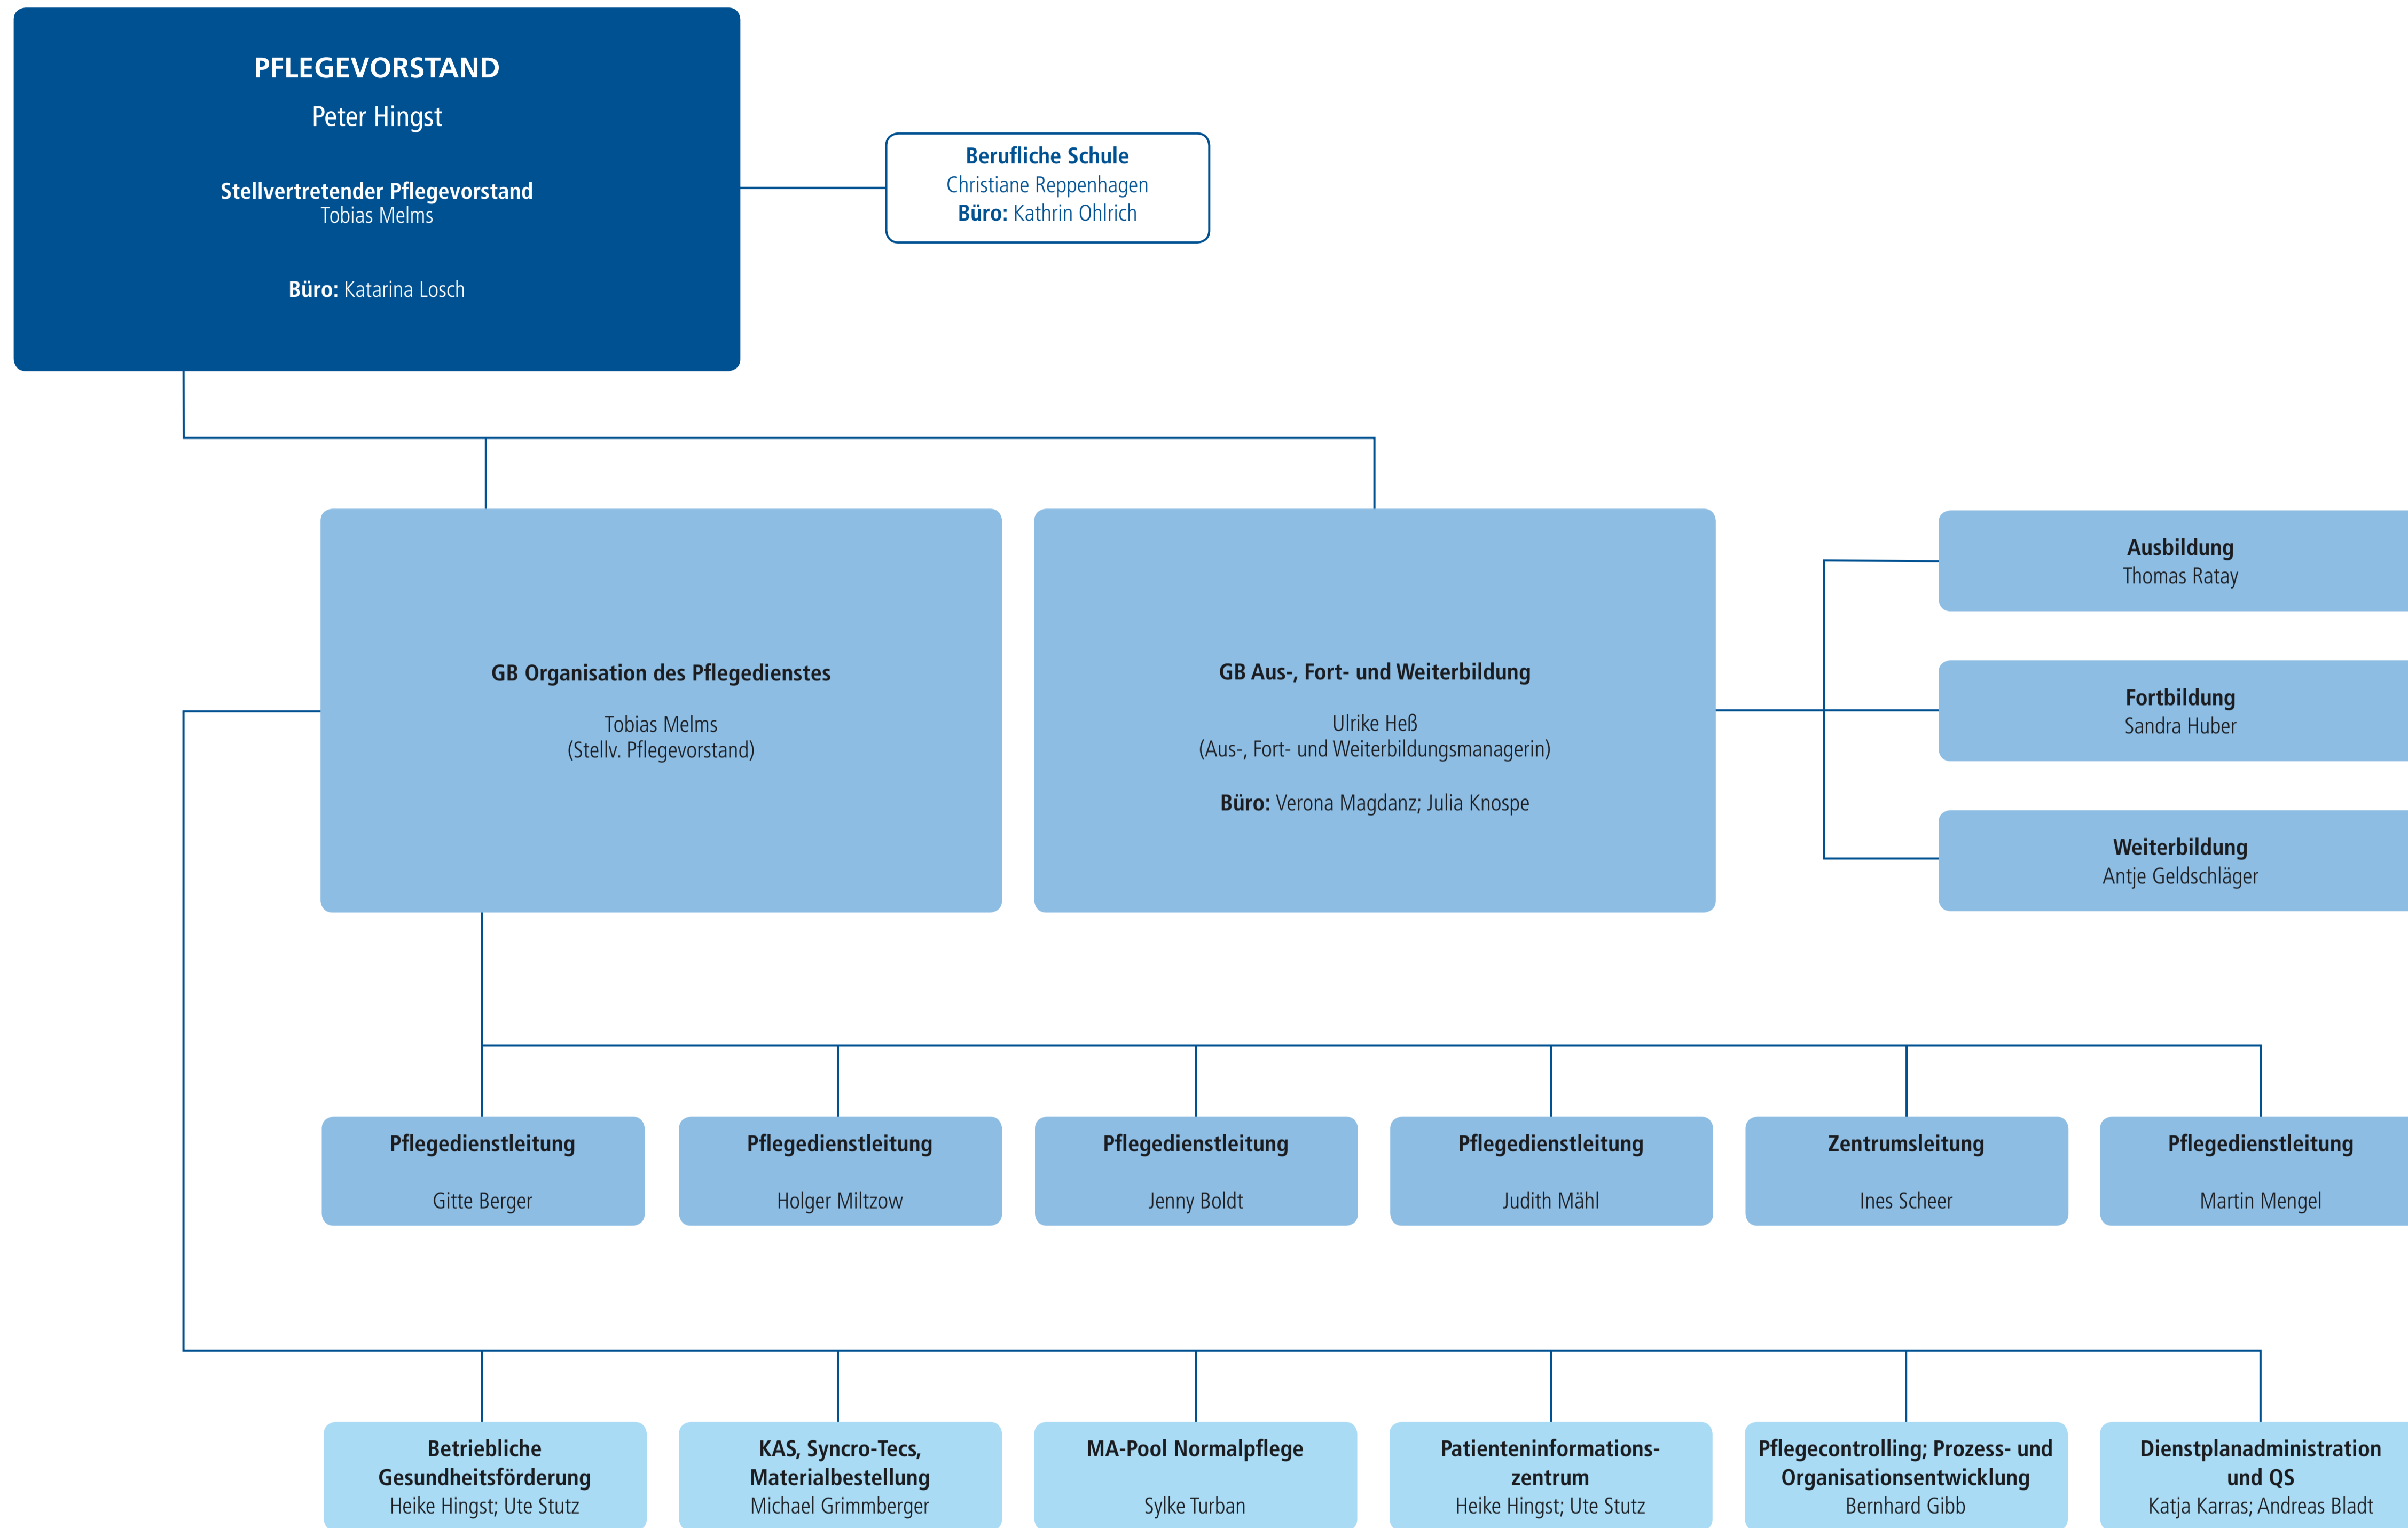 PFLEGEVORSTAND
Peter Hingst
Stellvertretender Pflegevorstand
Tobias Melms
Büro: Katarina Losch
Berufliche Schule
Christiane Reppenhagen
Büro: Kathrin Ohlrich
GB Organisation des Pflegedienstes
Tobias Melms
(Stellv. Pflegevorstand)
GB Aus-, Fort- und Weiterbildung
Ulrike Heß
(Aus-, Fort- und Weiterbildungsmanagerin)
Büro: Verona Magdanz; Julia Knospe
Ausbildung
Thomas Ratay
Fortbildung
Sandra Huber
Weiterbildung
Antje Geldschläger
Pflegedienstleitung
Gitte Berger
Pflegedienstleitung
Holger Miltzow
Pflegedienstleitung
Jenny Boldt
Pflegedienstleitung
Judith Mähl
Zentrumsleitung
Ines Scheer
Pflegedienstleitung
Martin Mengel
Betriebliche
Gesundheitsförderung
Heike Hingst; Ute Stutz
KAS, Syncro-Tecs,
Materialbestellung
Michael Grimmberger
MA-Pool Normalpflege
Sylke Turban
Patienteninformations-
zentrum
Heike Hingst; Ute Stutz
Pflegecontrolling; Prozess- und
Organisationsentwicklung
Bernhard Gibb
Dienstplanadministration
und QS
Katja Karras; Andreas Bladt